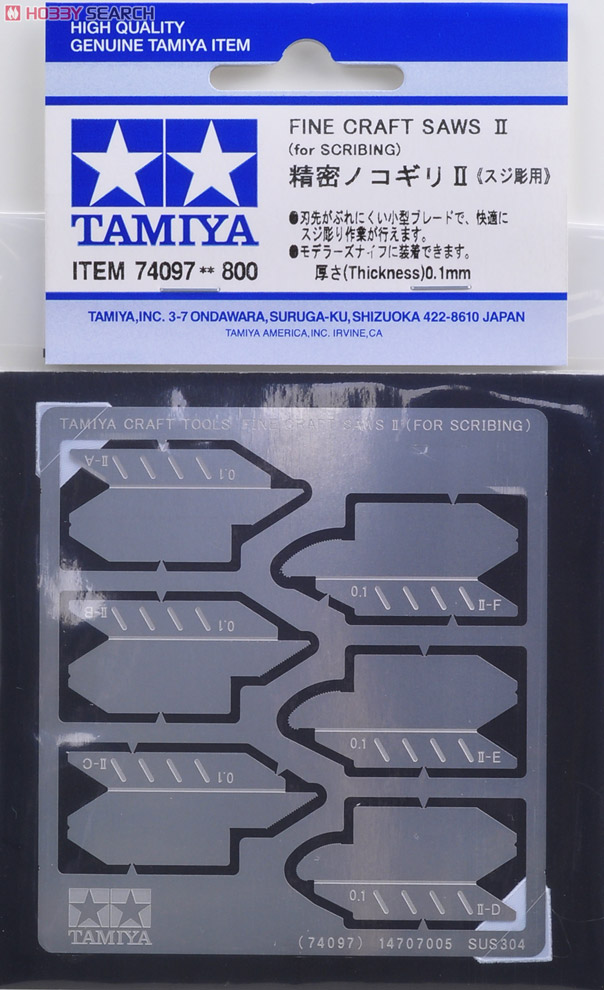 HOBBY SEARCH
HIGH QUALITY
GENUINE TAMIYA ITEM
FINE CRAFT SAWS Ⅱ
(for SCRIBING)
精密ノコギリⅡ《スジ彫用》
●刃先がぶれにくい小型ブレードで、快適に
スジ彫り作業が行えます。
●モデラーズナイフに装着できます。
厚さ(Thickness)0.1mm
TAMIYA
ITEM 74097** 800
TAMIYA,INC. 3-7 ONDAWARA,SURUGA-KU,SHIZUOKA 422-8610 JAPAN
TAMIYA AMERICA,INC. IRVINE,CA
TAMIYA CRAFT TOOLS FINE CRAFT SAWS Ⅱ (FOR SCRIBING)
Ⅱ-A 0.1
0.1 Ⅱ-F
Ⅱ-B 0.1
0.1 Ⅱ-E
Ⅱ-C 0.1
0.1 Ⅱ-D
TAMIYA
(74097) 14707005 SUS304